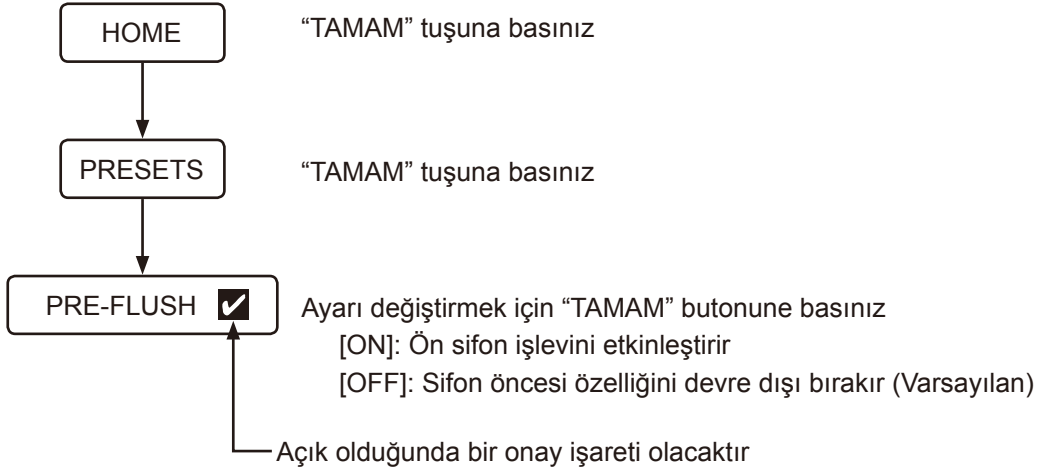 HOME “TAMAM” tuşuna basınız
PRESETS “TAMAM” tuşuna basınız
PRE-FLUSH ✔ Ayarı değiştirmek için “TAMAM” butonune basınız
[ON]: Ön sifon işlevini etkinleştirir
[OFF]: Sifon öncesi özelliğini devre dışı bırakır (Varsayılan)
Açık olduğunda bir onay işareti olacaktır